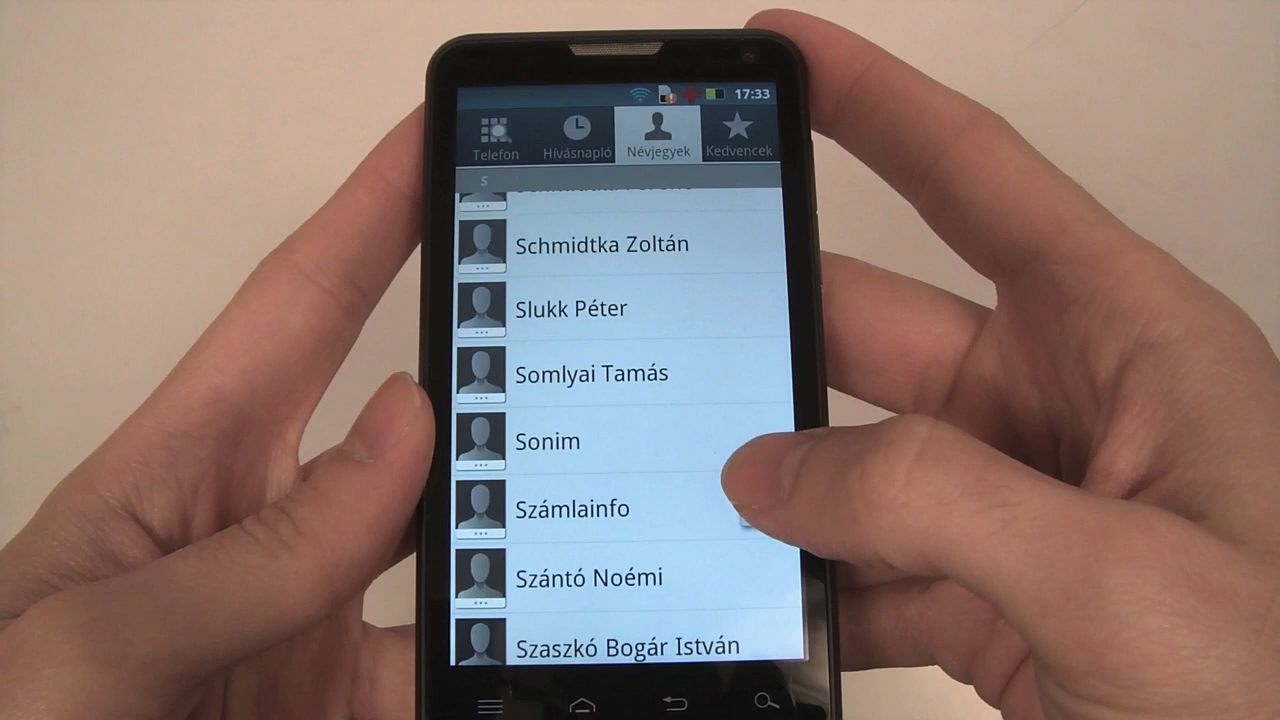 17:33
Telefon
Hívásnapló
Névjegyek
Kedvencek
S
Schmidtka Zoltán
Slukk Péter
Somlyai Tamás
Sonim
Számlainfo
Szántó Noémi
Szaszkó Bogár István